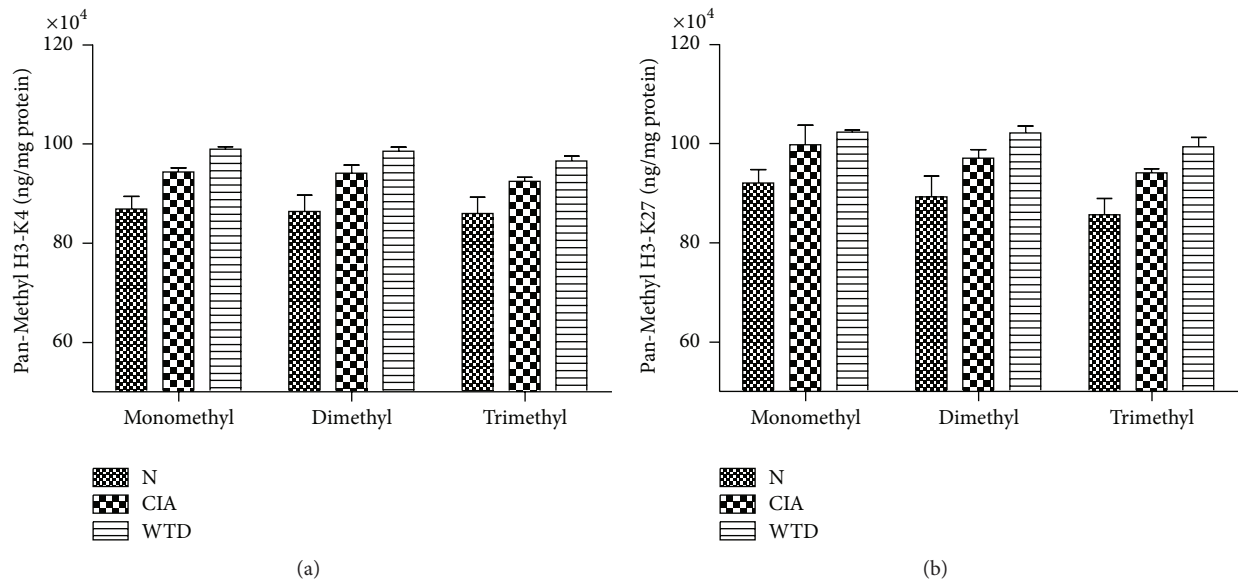 ×10⁴
120
100
80
60
Pan-Methyl H3-K4 (ng/mg protein)
Monomethyl Dimethyl Trimethyl
N
CIA
WTD
(a)
×10⁴
120
100
80
60
Pan-Methyl H3-K27 (ng/mg protein)
Monomethyl Dimethyl Trimethyl
N
CIA
WTD
(b)